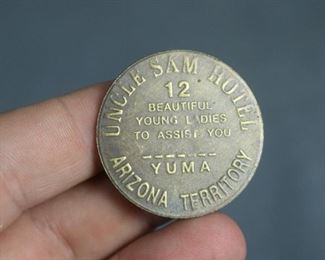 UNCLE SAM HOTEL
12
BEAUTIFUL
YOUNG LADIES
TO ASSIST YOU
YUMA
ARIZONA TERRITORY